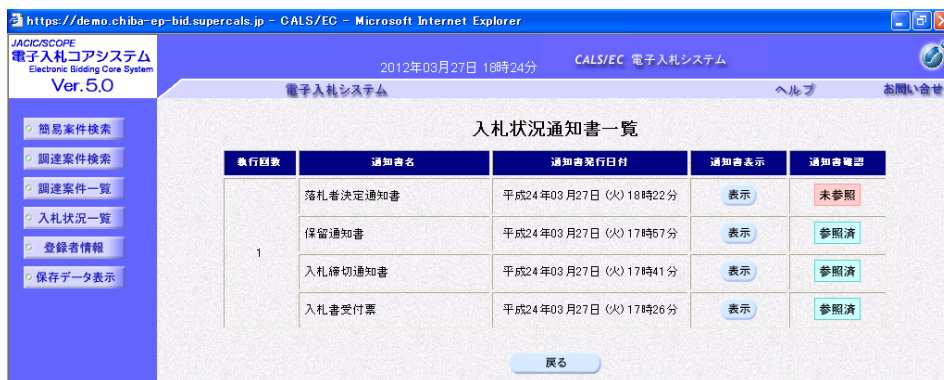 https://demo.chiba-ep-bid.supercals.jp - CALS/EC - Microsoft Internet Explorer
JACIC/SCOPE
電子入札コアシステム
Electronic Bidding Core System
Ver.5.0
2012年03月27日 18時24分
CALS/EC 電子入札システム
電子入札システム
ヘルプ
お問い合せ
簡易案件検索
調達案件検索
調達案件一覧
入札状況一覧
登録者情報
保存データ表示
入札状況通知書一覧
執行回数 通知書名 通知書発行日付 通知書表示 通知書確認
1
落札者決定通知書 平成24年03月27日 (火) 18時22分 表示 未参照
保留通知書 平成24年03月27日 (火) 17時57分 表示 参照済
入札締切通知書 平成24年03月27日 (火) 17時41分 表示 参照済
入札書受付票 平成24年03月27日 (火) 17時26分 表示 参照済
戻る